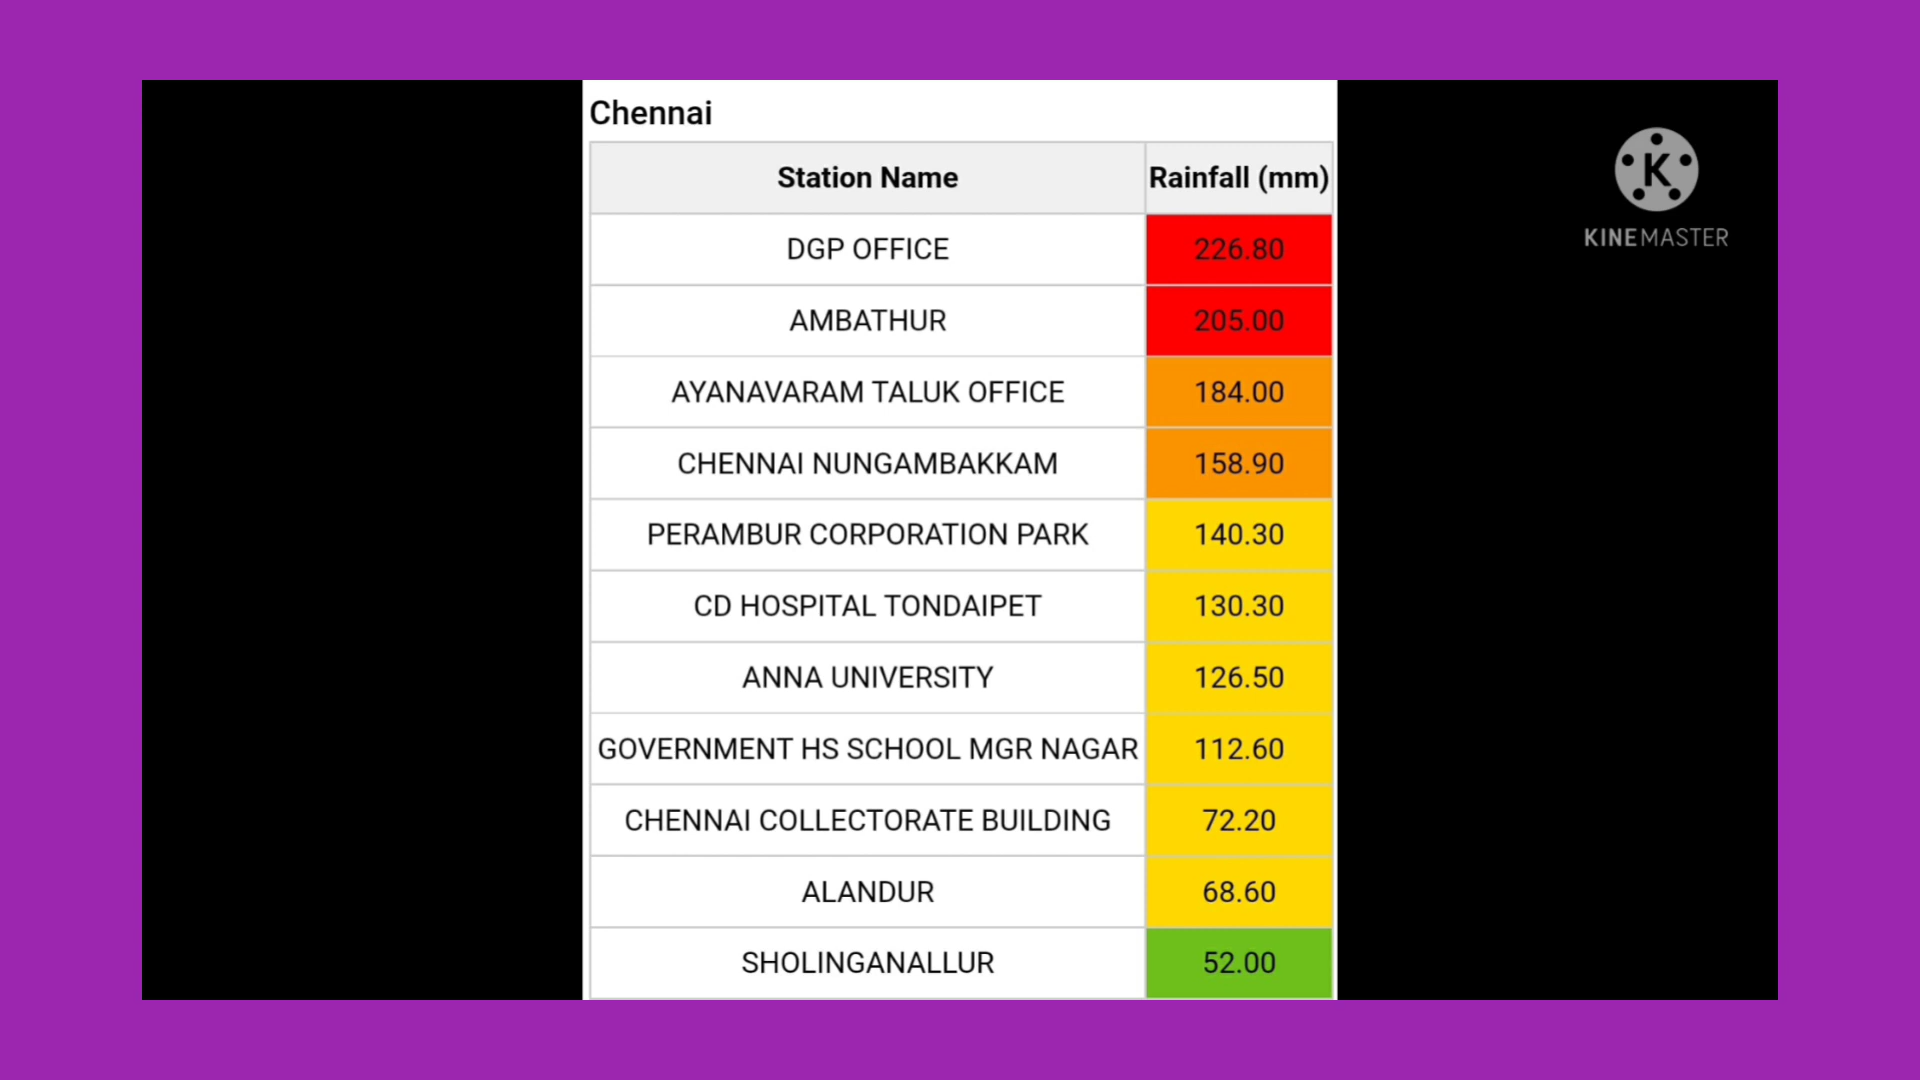 Chennai
Station Name Rainfall (mm)
DGP OFFICE 226.80
AMBATHUR 205.00
AYANAVARAM TALUK OFFICE 184.00
CHENNAI NUNGAMBAKKAM 158.90
PERAMBUR CORPORATION PARK 140.30
CD HOSPITAL TONDAIPET 130.30
ANNA UNIVERSITY 126.50
GOVERNMENT HS SCHOOL MGR NAGAR 112.60
CHENNAI COLLECTORATE BUILDING 72.20
ALANDUR 68.60
SHOLINGANALLUR 52.00
K
KINEMASTER